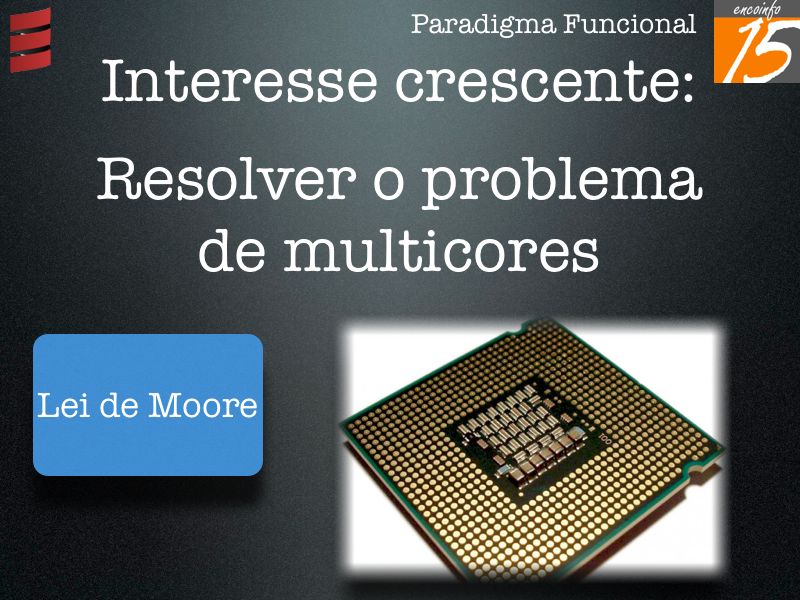 Paradigma Funcional
encoinfo
15
Interesse crescente:
Resolver o problema
de multicores
Lei de Moore